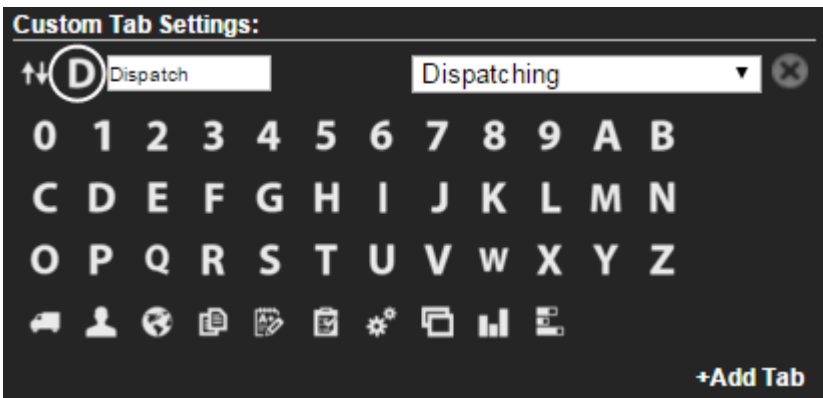 Custom Tab Settings:
D Dispatch Dispatching
0 1 2 3 4 5 6 7 8 9 A B
C D E F G H I J K L M N
O P Q R S T U V W X Y Z
+Add Tab